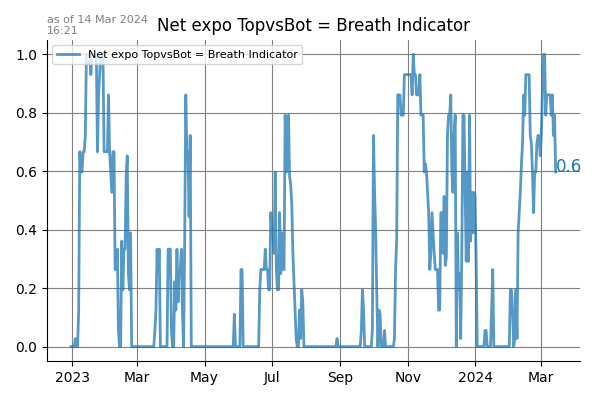 as of 14 Mar 2024
16:21
Net expo TopvsBot = Breath Indicator
Net expo TopvsBot = Breath Indicator
1.0
0.8
0.6
0.4
0.2
0.0
0.6
2023 Mar May Jul Sep Nov 2024 Mar